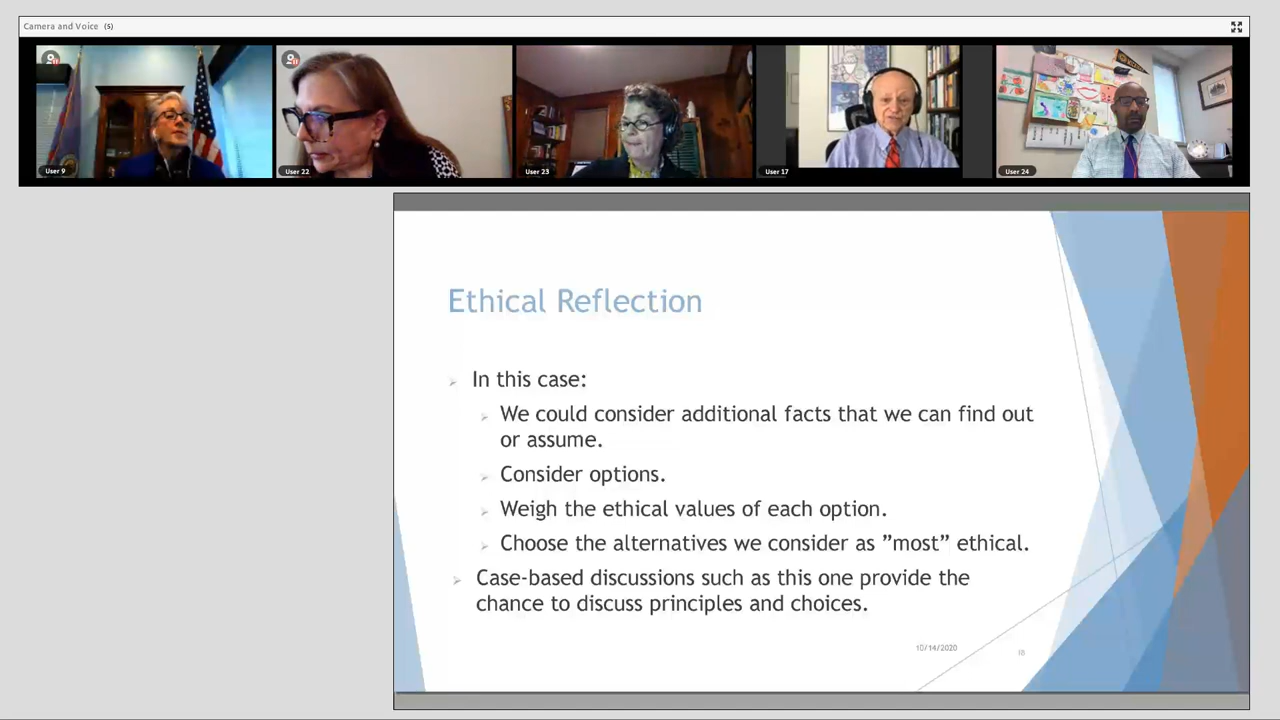 Camera and Voice (5)
User 9
User 22
User 23
User 17
User 24
Ethical Reflection
In this case:
We could consider additional facts that we can find out
or assume.
Consider options.
Weigh the ethical values of each option.
Choose the alternatives we consider as ”most” ethical.
Case-based discussions such as this one provide the
chance to discuss principles and choices.
10/14/2020
18